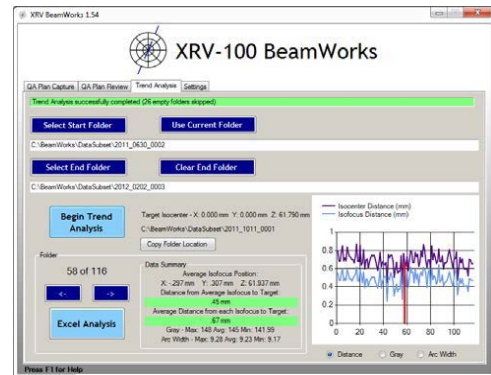 XRV BeamWorks 1.54
XRV-100 BeamWorks
QA Plan Capture QA Plan Review Trend Analysis Settings
Trend Analysis successfully completed (26 empty folders skipped)
Select Start Folder Use Current Folder
C:\BeamWorks\DataSubset\2011_0630_0002
Select End Folder Clear End Folder
C:\BeamWorks\DataSubset\2012_0202_0003
Begin Trend Analysis
Target Isocenter - X: 0.000 mm Y: 0.000 mm Z: 61.790 mm
C:\BeamWorks\DataSubset\2011_1011_0001
Copy Folder Location
Folder
58 of 116
<- ->
Excel Analysis
Data Summary
Average Isofocus Position:
X: -.297 mm Y: .307 mm Z: 61.937 mm
Distance from Average Isofocus to Target:
.45 mm
Average Distance from each Isofocus to Target:
.67 mm
Gray - Max: 148 Avg: 145 Min: 141.99
Arc Width - Max: 9.28 Avg: 9.23 Min: 9.17
Isocenter Distance (mm)
Isofocus Distance (mm)
1
0.8
0.6
0.4
0.2
0
0 20 40 60 80 100
Distance Gray Arc Width
Press F1 for Help